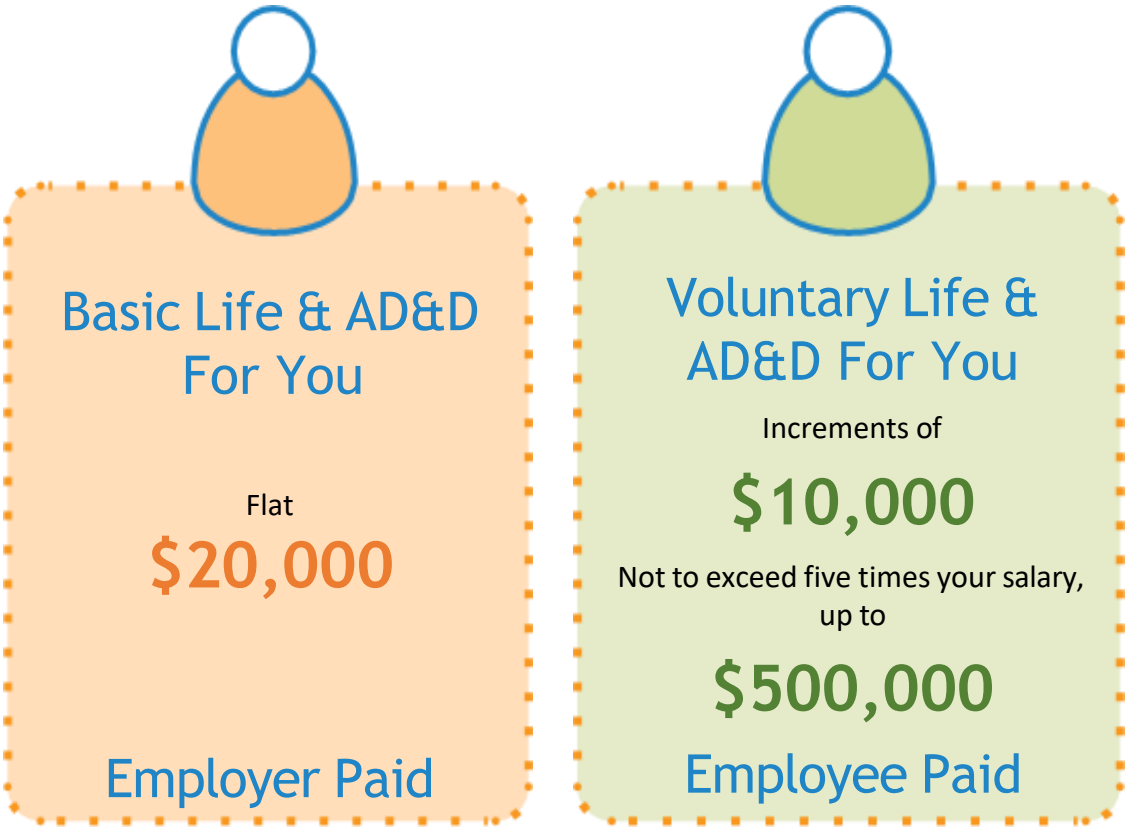 Basic Life & AD&D
For You
Flat
$20,000
Employer Paid
Voluntary Life &
AD&D For You
Increments of
$10,000
Not to exceed five times your salary,
up to
$500,000
Employee Paid